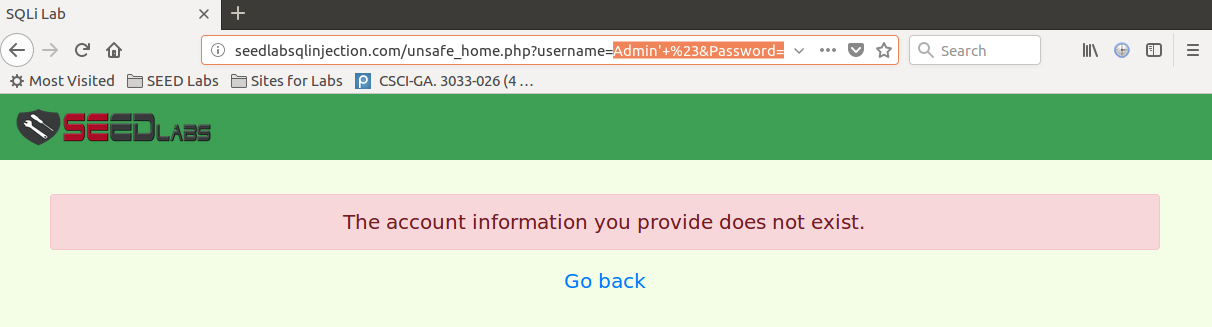 SQLi Lab
seedlabsqlinjection.com/unsafe_home.php?username=Admin'+%23&Password=
Search
Most Visited SEED Labs Sites for Labs CSCI-GA. 3033-026 (4 ...
SEEDLABS
The account information you provide does not exist.
Go back